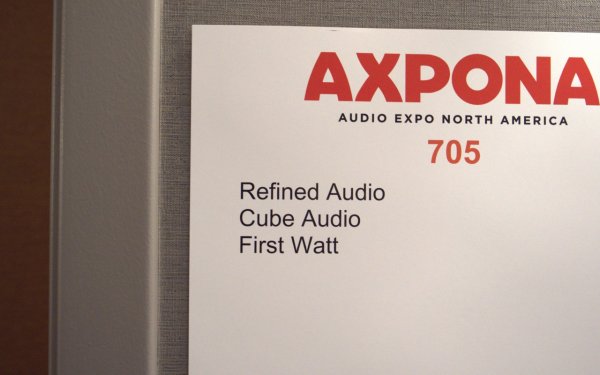 AXPONA
AUDIO EXPO NORTH AMERICA
705
Refined Audio
Cube Audio
First Watt